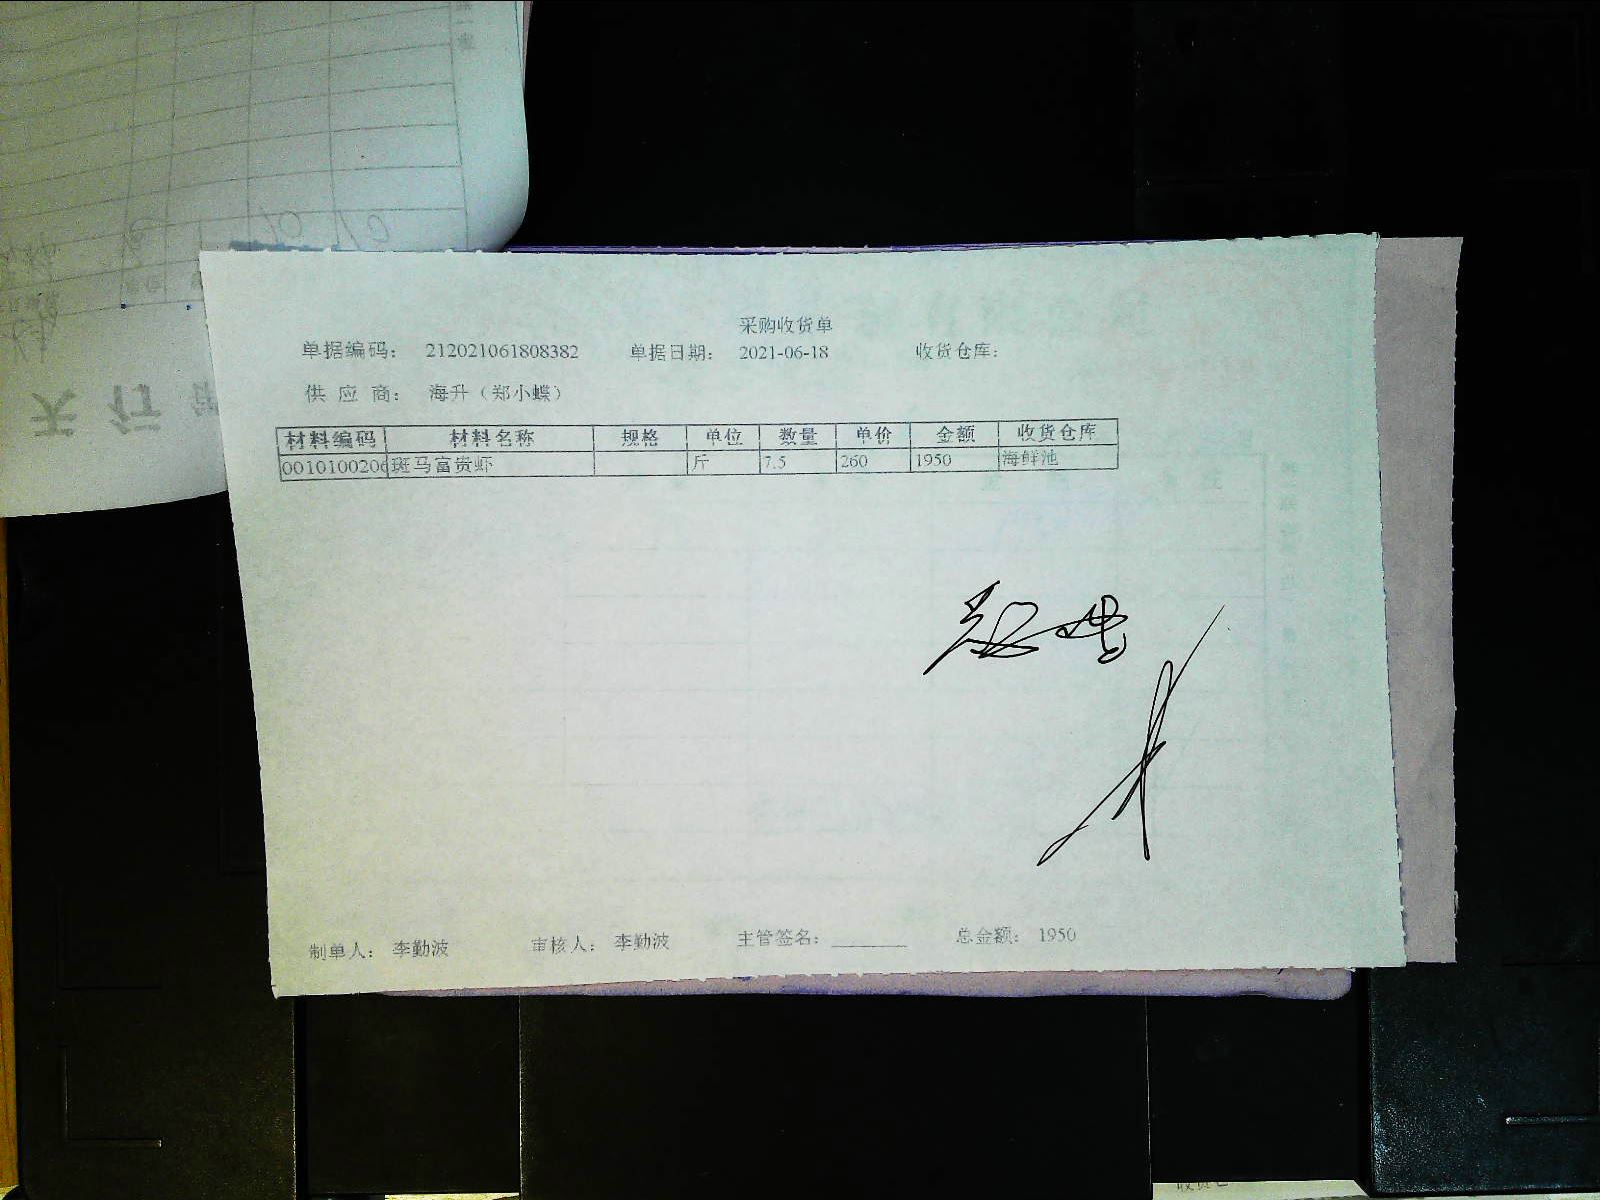 采购收货单
单据编码： 212021061808382 单据日期： 2021-06-18 收货仓库：
供 应 商： 海升（郑小蝶）
材料编码 材料名称 规格 单位 数量 单价 金额 收货仓库
0010100206 斑马富贵虾 斤 7.5 260 1950 海鲜池
制单人： 李勤波 审核人： 李勤波 主管签名： 总金额： 1950